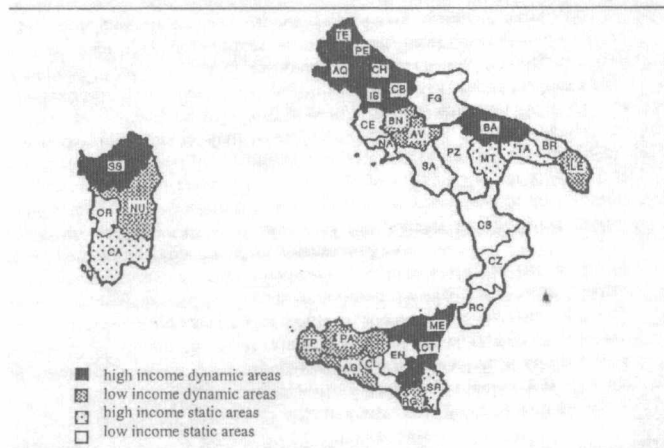 TE
PE
AQ
CH
CB
IS
FG
CE
BN
AV
BA
NA
SA
PZ
MT
TA
BR
LE
SS
NU
OR
CA
CS
CZ
RC
ME
TP
PA
CT
EN
AG
CL
SR
RG
high income dynamic areas
low income dynamic areas
high income static areas
low income static areas